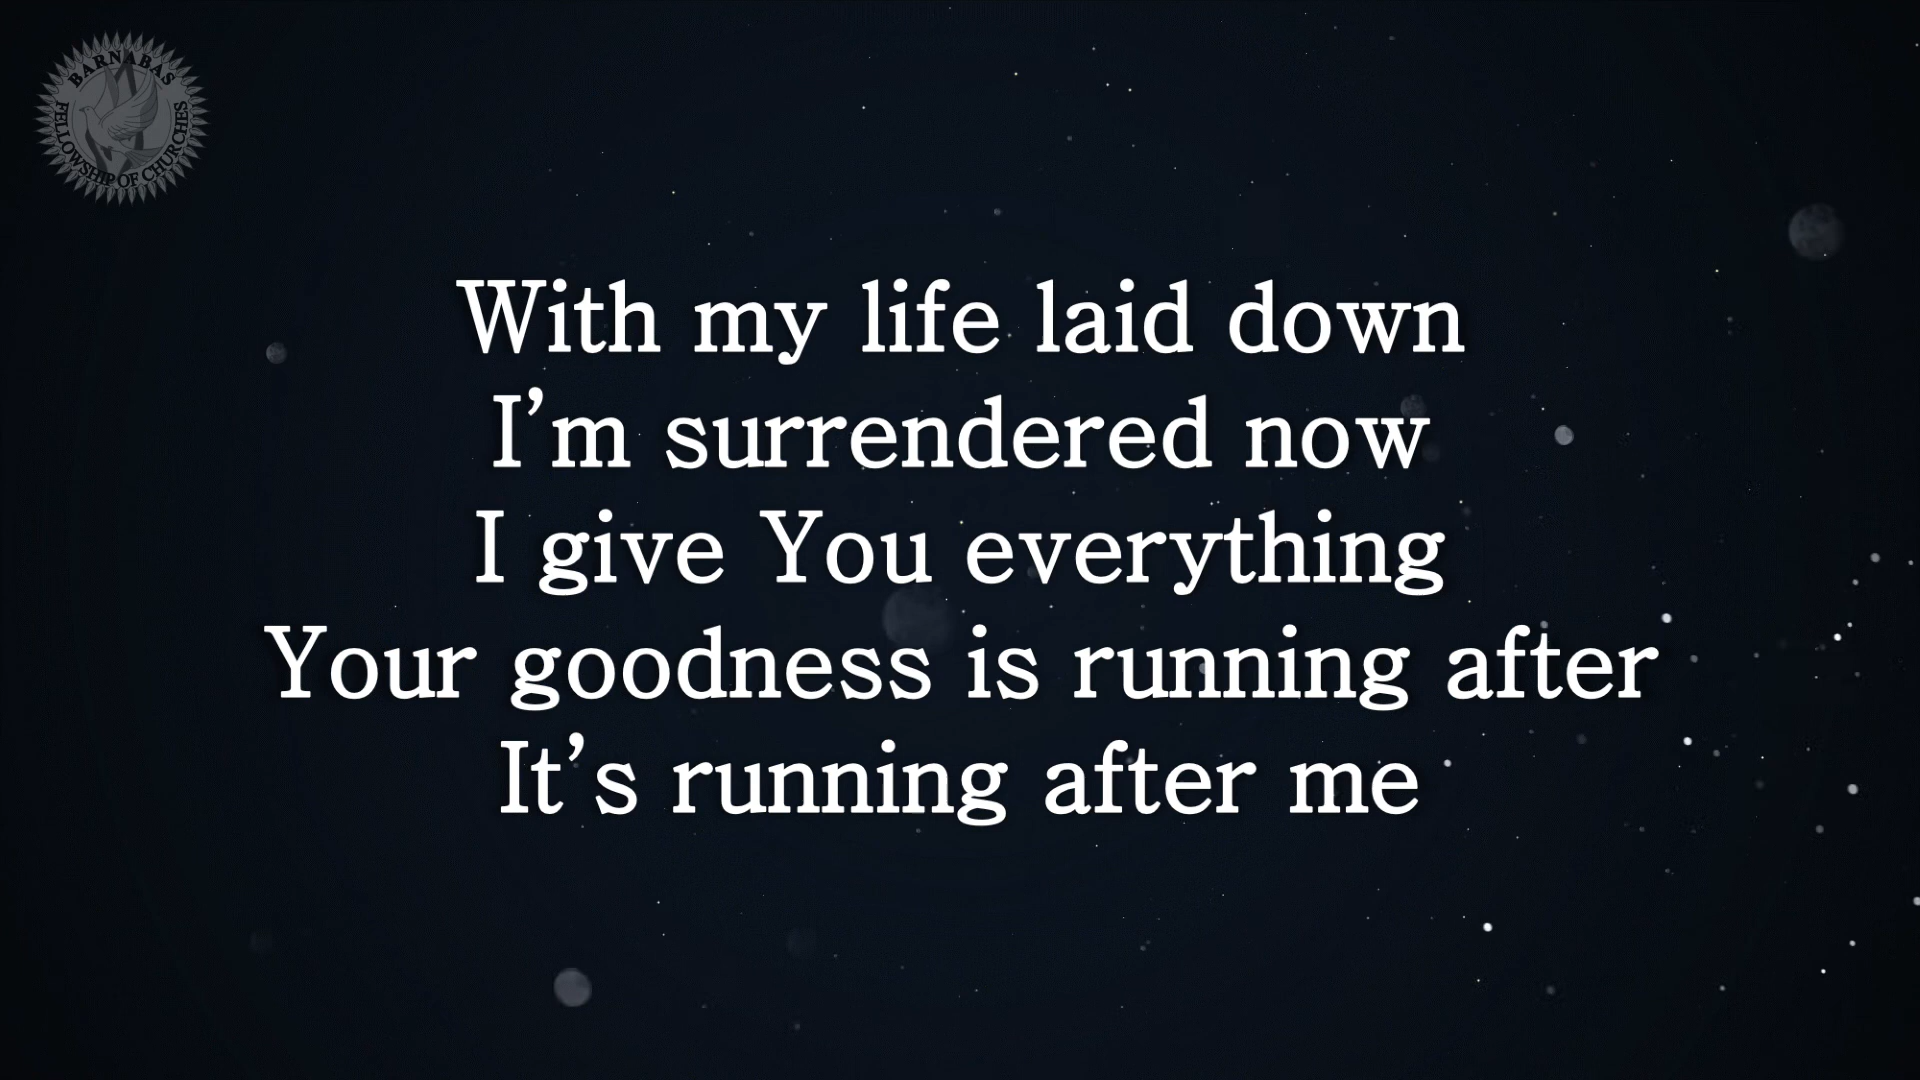 BARNABAS
FELLOWSHIP OF CHURCHES
With my life laid down
I’m surrendered now
I give You everything
Your goodness is running after
It’s running after me